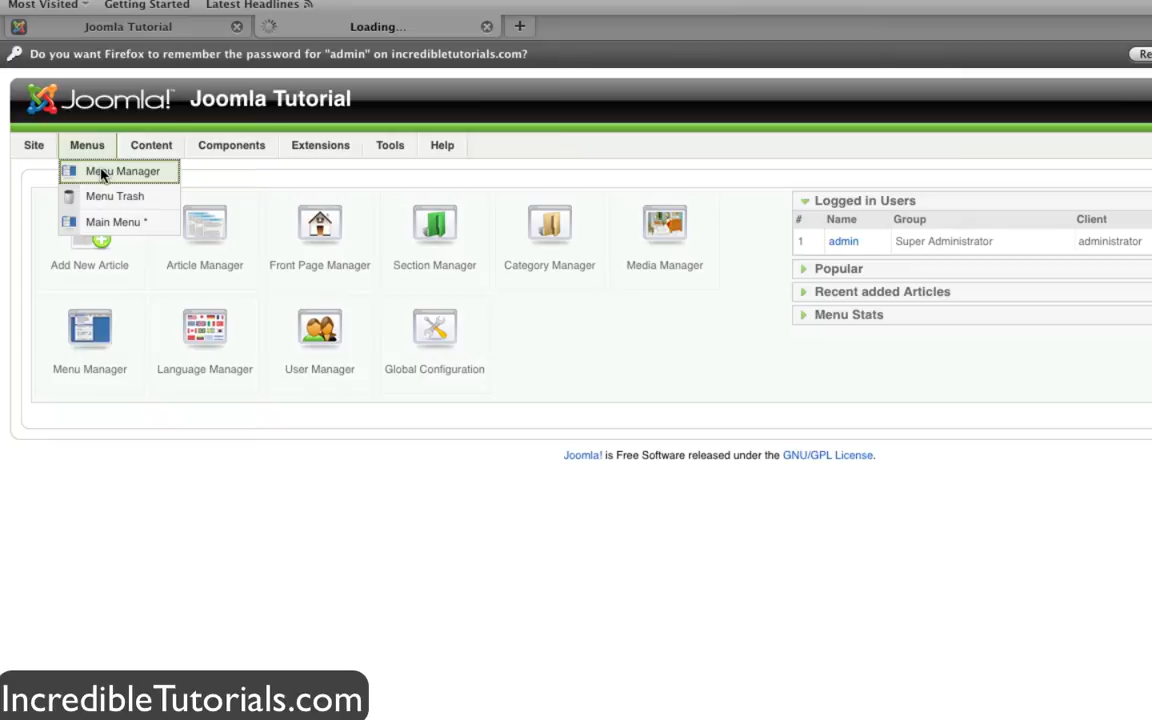 Most Visited Getting Started Latest Headlines
Joomla Tutorial Loading...
Do you want Firefox to remember the password for "admin" on incredibletutorials.com?
Joomla! Joomla Tutorial
Site Menus Content Components Extensions Tools Help
Menu Manager
Menu Trash
Main Menu *
Add New Article Article Manager Front Page Manager Section Manager Category Manager Media Manager
Menu Manager Language Manager User Manager Global Configuration
Logged in Users
# Name Group Client
1 admin Super Administrator administrator
Popular
Recent added Articles
Menu Stats
Joomla! is Free Software released under the GNU/GPL License.
IncredibleTutorials.com